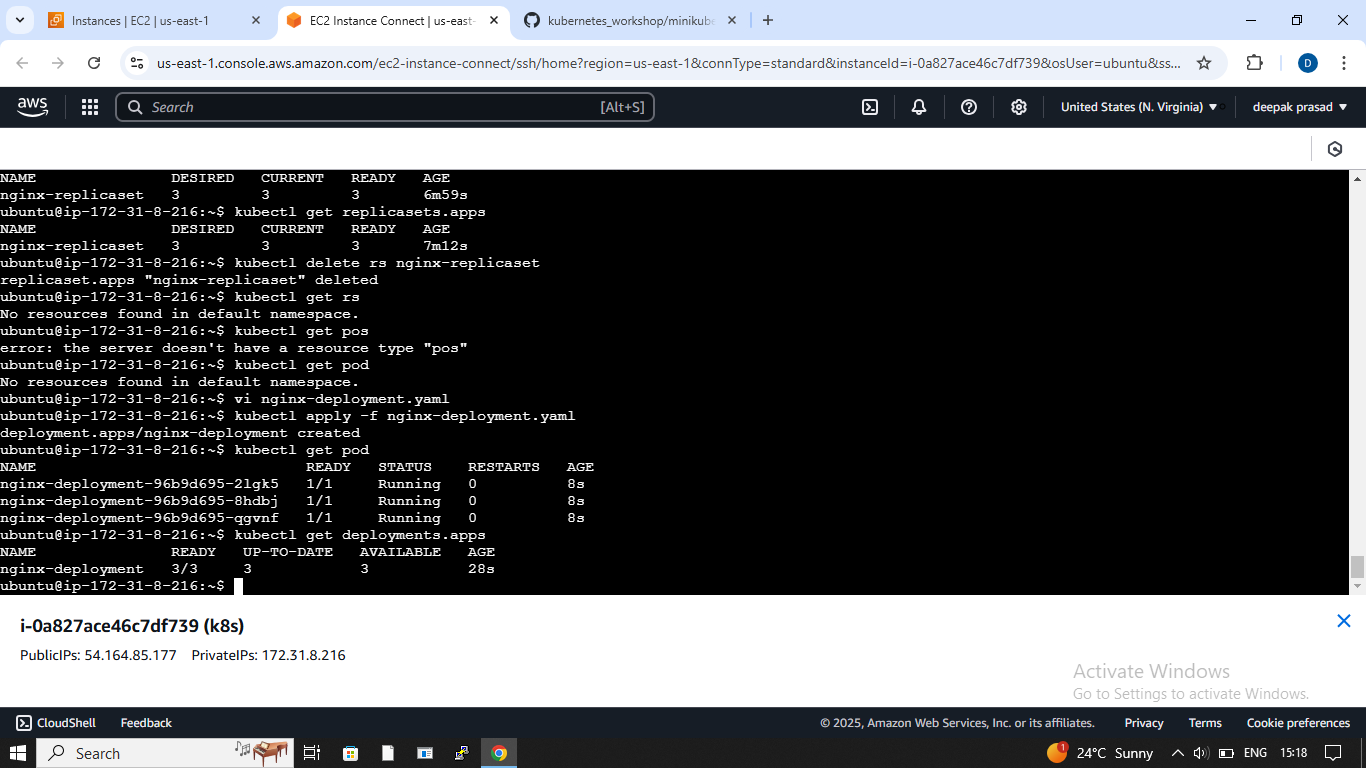 Instances | EC2 | us-east-1
EC2 Instance Connect | us-east-
kubernetes_workshop/minikube
us-east-1.console.aws.amazon.com/ec2-instance-connect/ssh/home?region=us-east-1&connType=standard&instanceId=i-0a827ace46c7df739&osUser=ubuntu&ss...
D
aws
Search
[Alt+S]
United States (N. Virginia)
deepak prasad
NAME DESIRED CURRENT READY AGE
nginx-replicaset 3 3 3 6m59s
ubuntu@ip-172-31-8-216:~$ kubectl get replicasets.apps
NAME DESIRED CURRENT READY AGE
nginx-replicaset 3 3 3 7m12s
ubuntu@ip-172-31-8-216:~$ kubectl delete rs nginx-replicaset
replicaset.apps "nginx-replicaset" deleted
ubuntu@ip-172-31-8-216:~$ kubectl get rs
No resources found in default namespace.
ubuntu@ip-172-31-8-216:~$ kubectl get pos
error: the server doesn't have a resource type "pos"
ubuntu@ip-172-31-8-216:~$ kubectl get pod
No resources found in default namespace.
ubuntu@ip-172-31-8-216:~$ vi nginx-deployment.yaml
ubuntu@ip-172-31-8-216:~$ kubectl apply -f nginx-deployment.yaml
deployment.apps/nginx-deployment created
ubuntu@ip-172-31-8-216:~$ kubectl get pod
NAME READY STATUS RESTARTS AGE
nginx-deployment-96b9d695-2lgk5 1/1 Running 0 8s
nginx-deployment-96b9d695-8hdbj 1/1 Running 0 8s
nginx-deployment-96b9d695-qgvnf 1/1 Running 0 8s
ubuntu@ip-172-31-8-216:~$ kubectl get deployments.apps
NAME READY UP-TO-DATE AVAILABLE AGE
nginx-deployment 3/3 3 3 28s
ubuntu@ip-172-31-8-216:~$
i-0a827ace46c7df739 (k8s)
PublicIPs: 54.164.85.177 PrivateIPs: 172.31.8.216
Activate Windows
Go to Settings to activate Windows.
CloudShell Feedback
© 2025, Amazon Web Services, Inc. or its affiliates. Privacy Terms Cookie preferences
Search
1
24°C Sunny
ENG
15:18